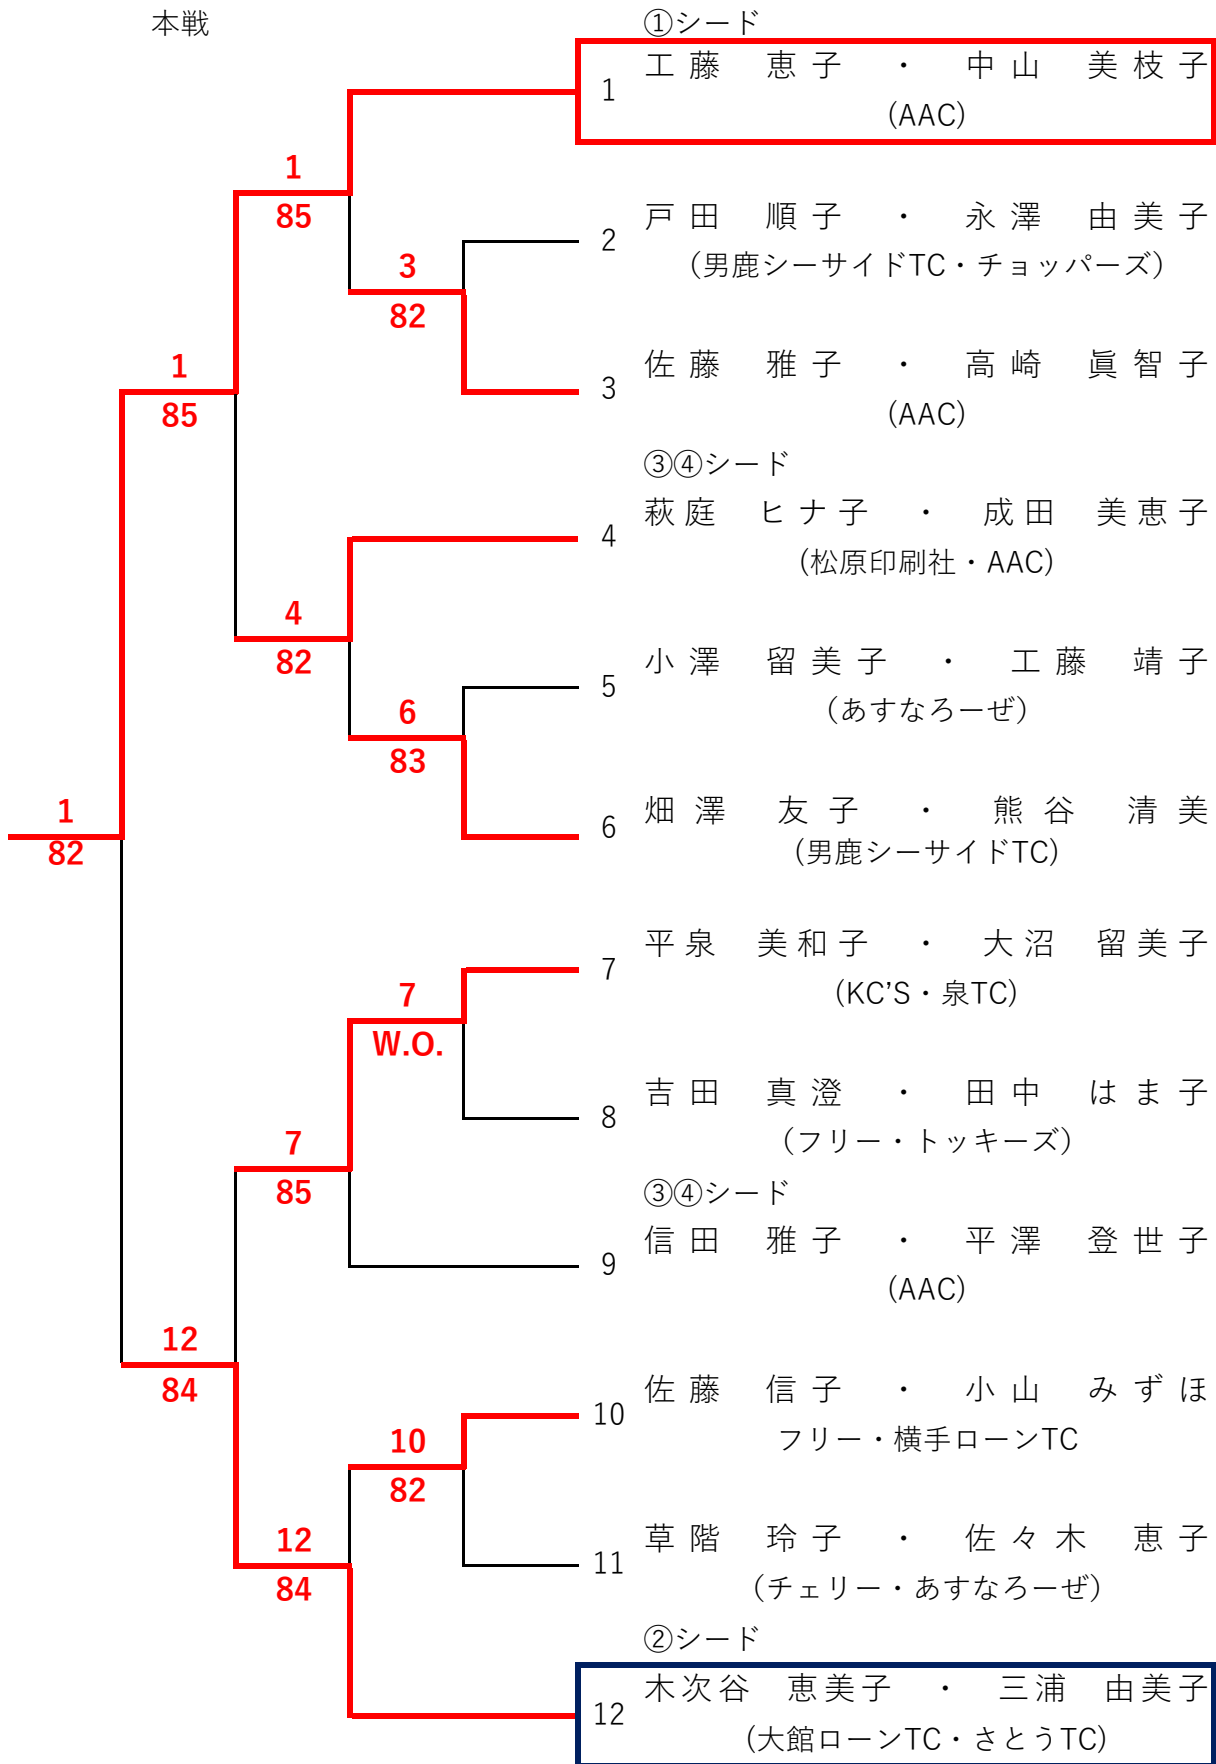 本戦
①シード
工藤 恵子 ・ 中山 美枝子
1
(AAC)
1
85
戸田 順子 ・ 永澤 由美子
2
(男鹿シーサイドTC・チョッパーズ)
3
82
佐藤 雅子 ・ 高崎 眞智子
3
(AAC)
1
85
③④シード
萩庭 ヒナ子 ・ 成田 美恵子
4
(松原印刷社・AAC)
4
82
小澤 留美子 ・ 工藤 靖子
5
(あすなろーぜ)
6
83
畑澤 友子 ・ 熊谷 清美
6
(男鹿シーサイドTC)
1
82
平泉 美和子 ・ 大沼 留美子
7
(KC'S・泉TC)
7
W.O.
吉田 真澄 ・ 田中 はま子
8
(フリー・トッキーズ)
7
85
③④シード
信田 雅子 ・ 平澤 登世子
9
(AAC)
12
84
佐藤 信子 ・ 小山 みずほ
10
フリー・横手ローンTC
10
82
草階 玲子 ・ 佐々木 恵子
11
(チェリー・あすなろーぜ)
12
84
②シード
木次谷 恵美子 ・ 三浦 由美子
12
(大館ローンTC・さとうTC)